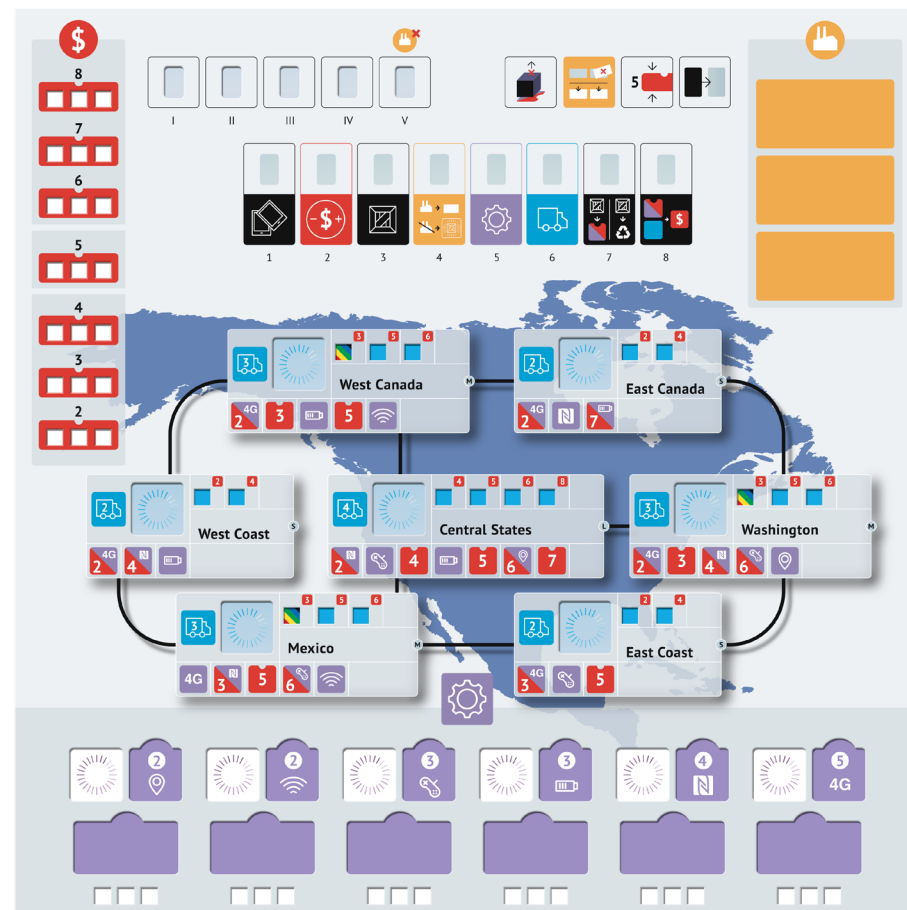 $
8
7
6
5
4
3
2
I II III IV V
5
- $ +
$
1 2 3 4 5 6 7 8
3
3 5 6
West Canada
M
4G
2 3 5
2
2 4
East Canada
S
4G
2 N 7
2
2 4
West Coast
S
4G N
2 4
4
4 5 6 8
Central States
L
N
2 4 5 6 7
3
3 5 6
Washington
M
4G N
2 3 4 6
3
3 5 6
Mexico
M
N
4G 3 5 6
2
2 4
East Coast
S
4G
3 5
2 2 3 3 4 5
N 4G